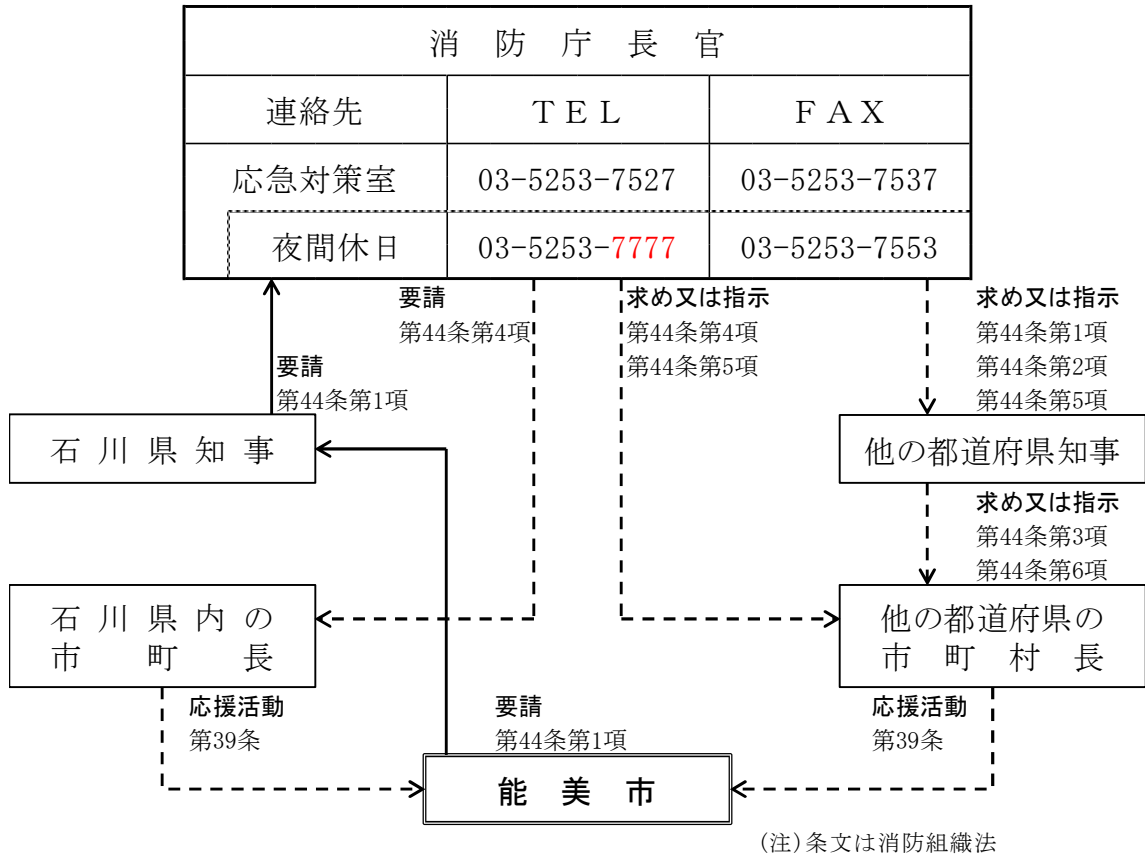 消防庁長官
連絡先 TEL FAX
応急対策室 03-5253-7527 03-5253-7537
夜間休日 03-5253-7777 03-5253-7553
要請
第44条第4項
求め又は指示
第44条第4項
第44条第5項
求め又は指示
第44条第1項
第44条第2項
第44条第5項
要請
第44条第1項
石川県知事
他の都道府県知事
求め又は指示
第44条第3項
第44条第6項
石川県内の
市町長
他の都道府県の
市町村長
応援活動
第39条
要請
第44条第1項
応援活動
第39条
能美市
(注)条文は消防組織法